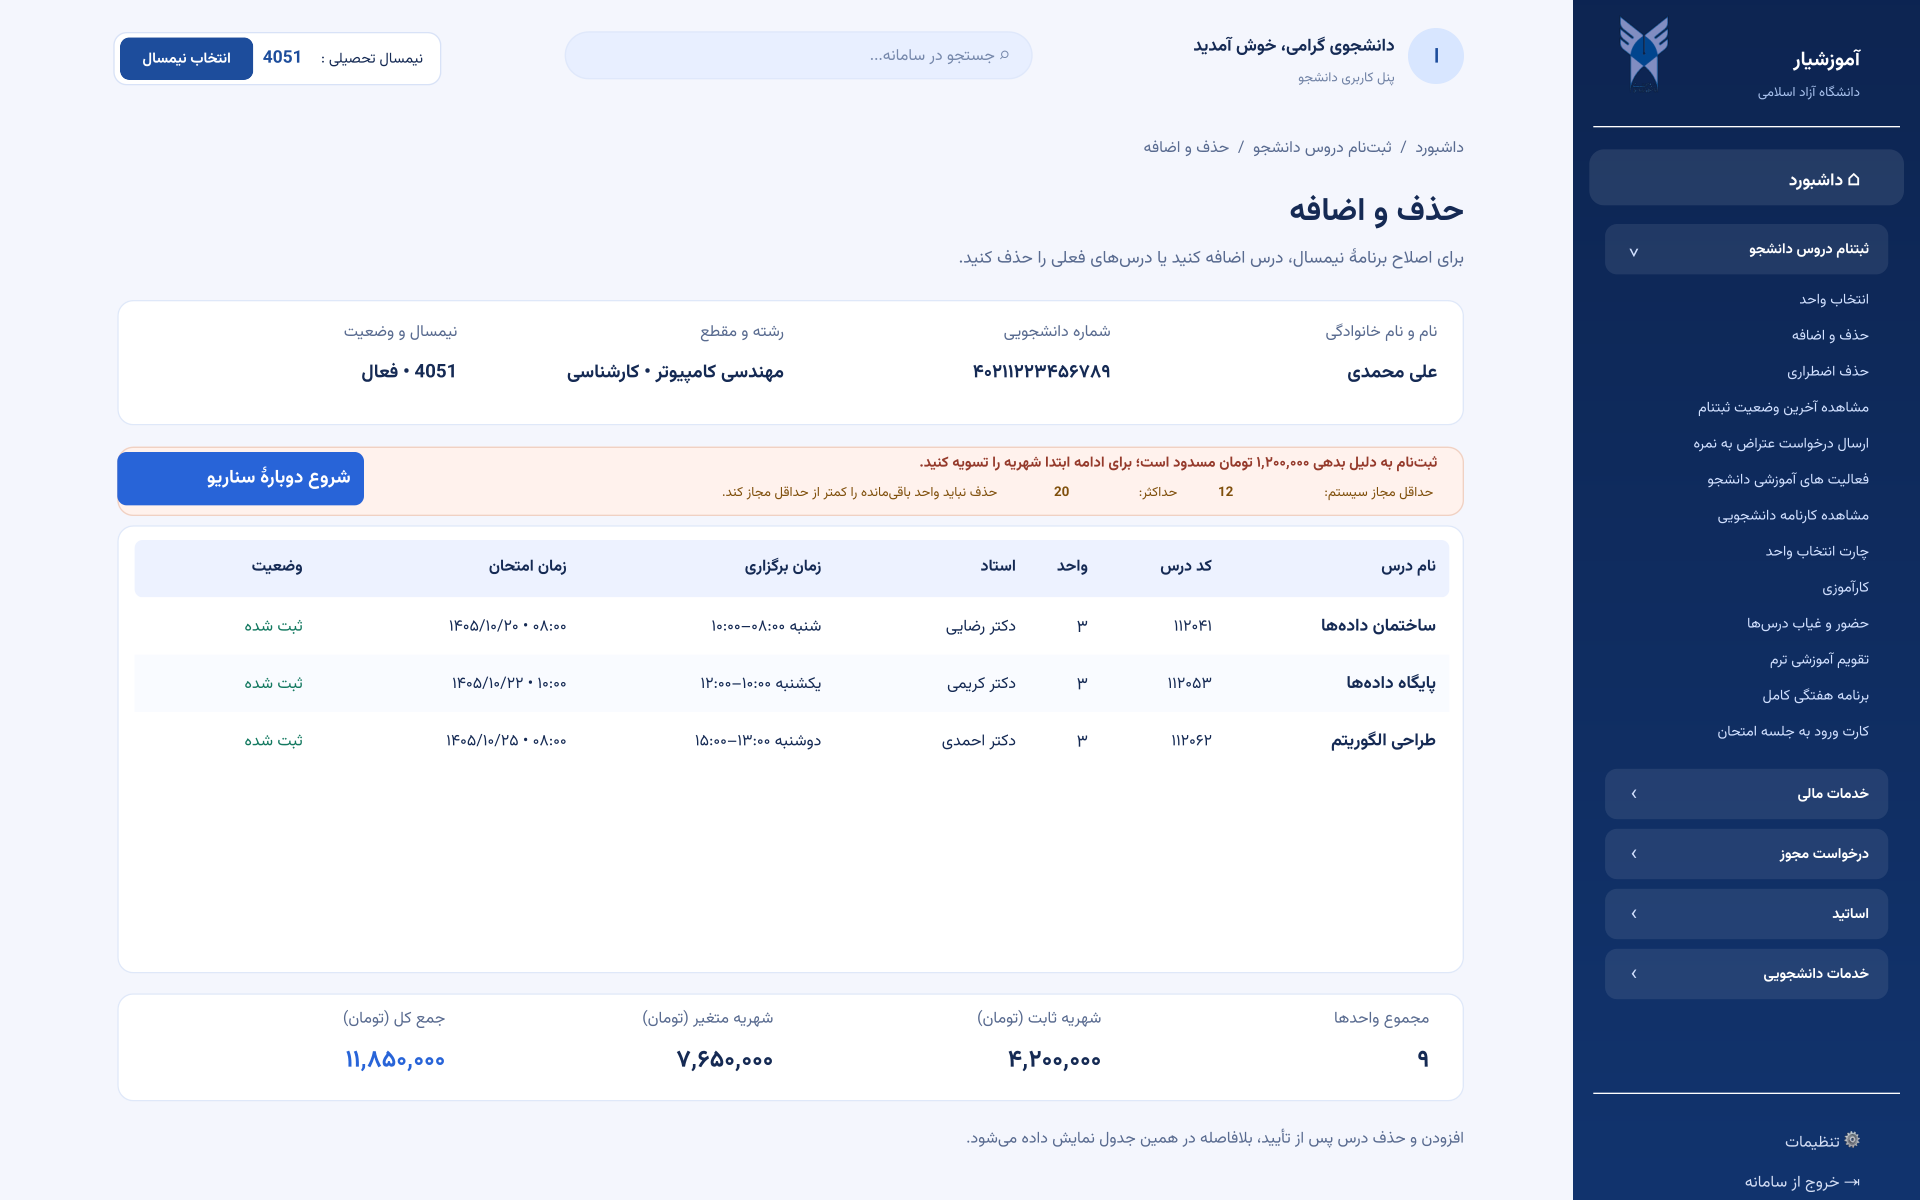 آموزشیار
دانشگاه آزاد اسلامی
داشبورد
ثبتنام دروس دانشجو
انتخاب واحد
حذف و اضافه
حذف اضطراری
مشاهده آخرین وضعیت ثبتنام
ارسال درخواست عتراض به نمره
فعالیت های آموزشی دانشجو
مشاهده کارنامه دانشجویی
چارت انتخاب واحد
کارآموزی
حضور و غیاب درس‌ها
تقویم آموزشی ترم
برنامه هفتگی کامل
کارت ورود به جلسه امتحان
خدمات مالی
درخواست مجوز
اساتید
خدمات دانشجویی
تنظیمات
خروج از سامانه
ا
دانشجوی گرامی، خوش آمدید
پنل کاربری دانشجو
جستجو در سامانه...
نیمسال تحصیلی : 4051 انتخاب نیمسال
داشبورد / ثبت‌نام دروس دانشجو / حذف و اضافه
حذف و اضافه
برای اصلاح برنامهٔ نیمسال، درس اضافه کنید یا درس‌های فعلی را حذف کنید.
نام و نام خانوادگی شماره دانشجویی رشته و مقطع نیمسال و وضعیت
علی محمدی ۴۰۲۱۱۲۲۳۴۵۶۷۸۹ مهندسی کامپیوتر • کارشناسی 4051 • فعال
ثبت‌نام به دلیل بدهی ۱,۲۰۰,۰۰۰ تومان مسدود است؛ برای ادامه ابتدا شهریه را تسویه کنید.
حداقل مجاز سیستم: 12 حداکثر: 20 حذف نباید واحد باقی‌مانده را کمتر از حداقل مجاز کند.
شروع دوبارهٔ سناریو
نام درس کد درس واحد استاد زمان برگزاری زمان امتحان وضعیت
ساختمان داده‌ها ۱۱۲۰۴۱ ۳ دکتر رضایی شنبه ۰۸:۰۰–۱۰:۰۰ ۱۴۰۵/۱۰/۲۰ • ۰۸:۰۰ ثبت شده
پایگاه داده‌ها ۱۱۲۰۵۳ ۳ دکتر کریمی یکشنبه ۱۰:۰۰–۱۲:۰۰ ۱۴۰۵/۱۰/۲۲ • ۱۰:۰۰ ثبت شده
طراحی الگوریتم ۱۱۲۰۶۲ ۳ دکتر احمدی دوشنبه ۱۳:۰۰–۱۵:۰۰ ۱۴۰۵/۱۰/۲۵ • ۰۸:۰۰ ثبت شده
مجموع واحدها شهریه ثابت (تومان) شهریه متغیر (تومان) جمع کل (تومان)
۹ ۴,۲۰۰,۰۰۰ ۷,۶۵۰,۰۰۰ ۱۱,۸۵۰,۰۰۰
افزودن و حذف درس پس از تأیید، بلافاصله در همین جدول نمایش داده می‌شود.